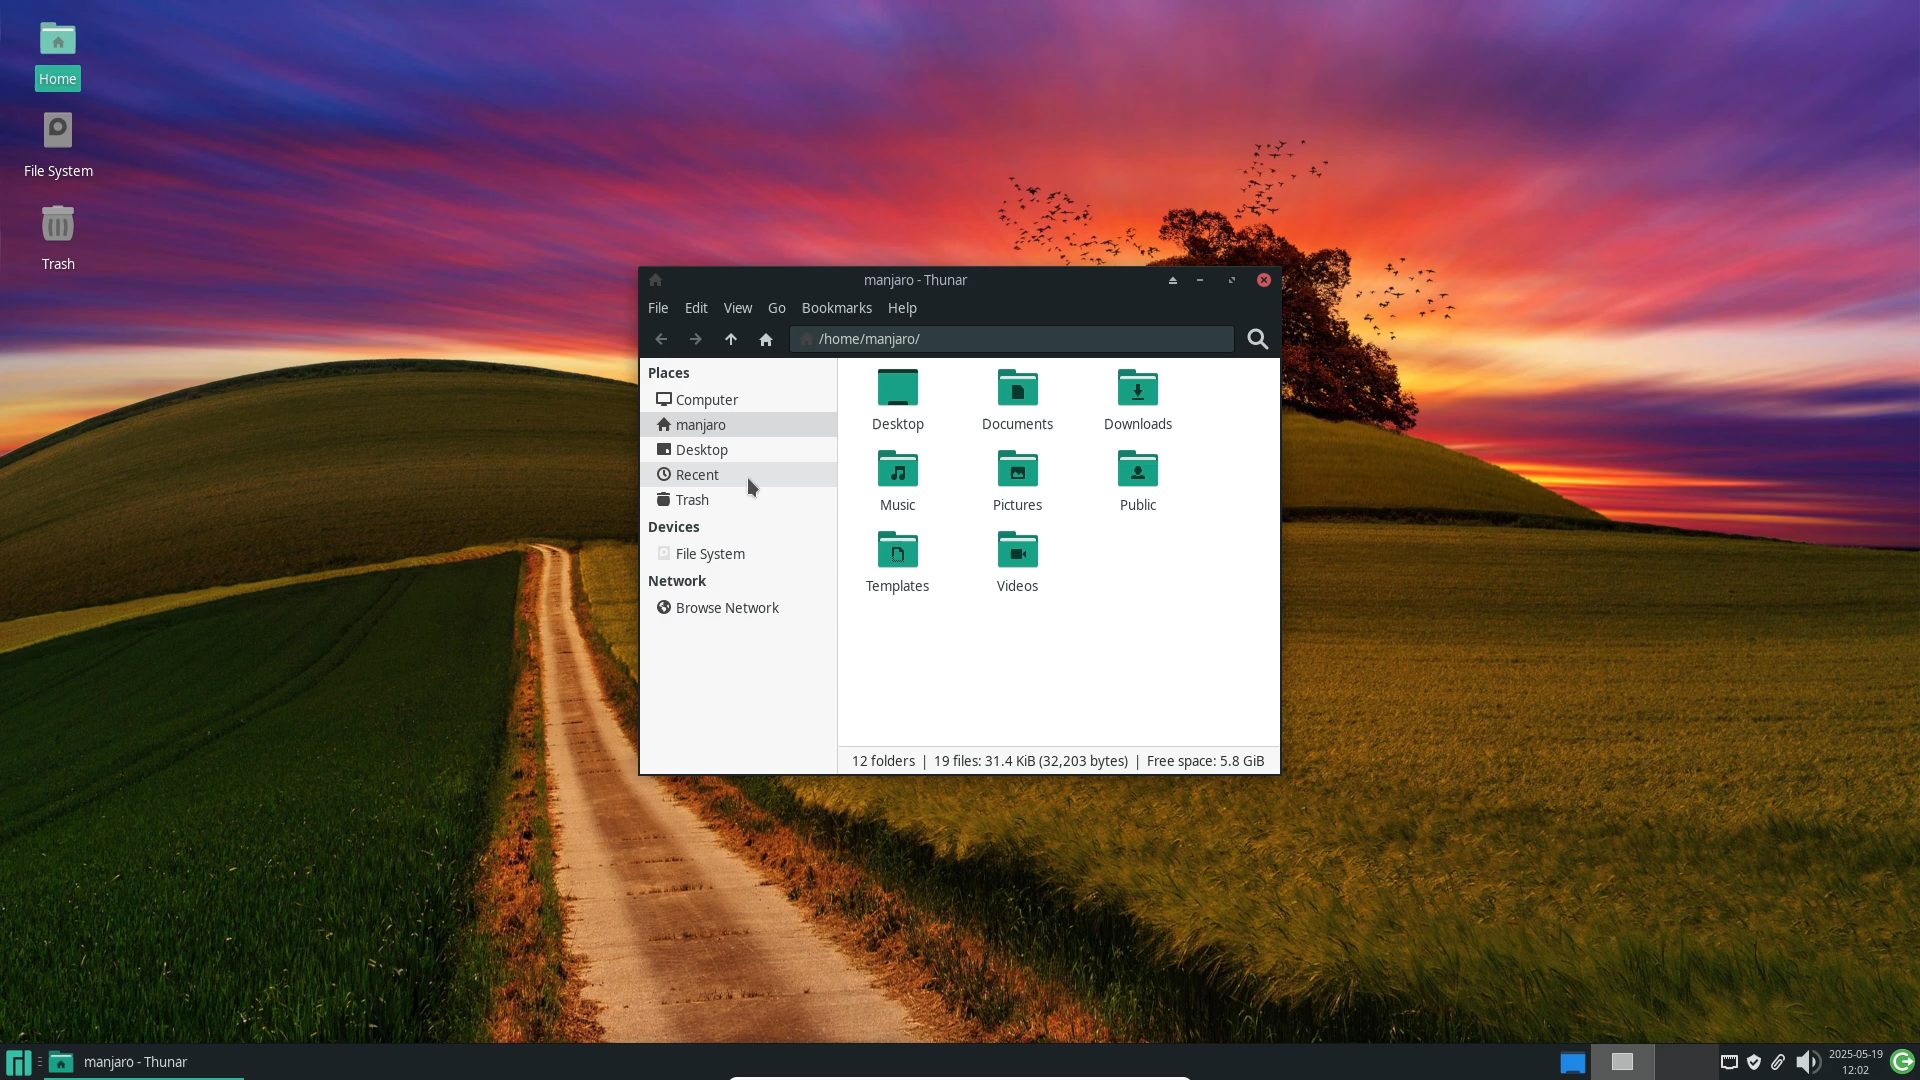 Home
File System
Trash
manjaro - Thunar
File Edit View Go Bookmarks Help
/home/manjaro/
Places
Computer
manjaro
Desktop
Recent
Trash
Devices
File System
Network
Browse Network
Desktop Documents Downloads
Music Pictures Public
Templates Videos
12 folders | 19 files: 31.4 KiB (32,203 bytes) | Free space: 5.8 GiB
manjaro - Thunar
2025-05-19
12:02